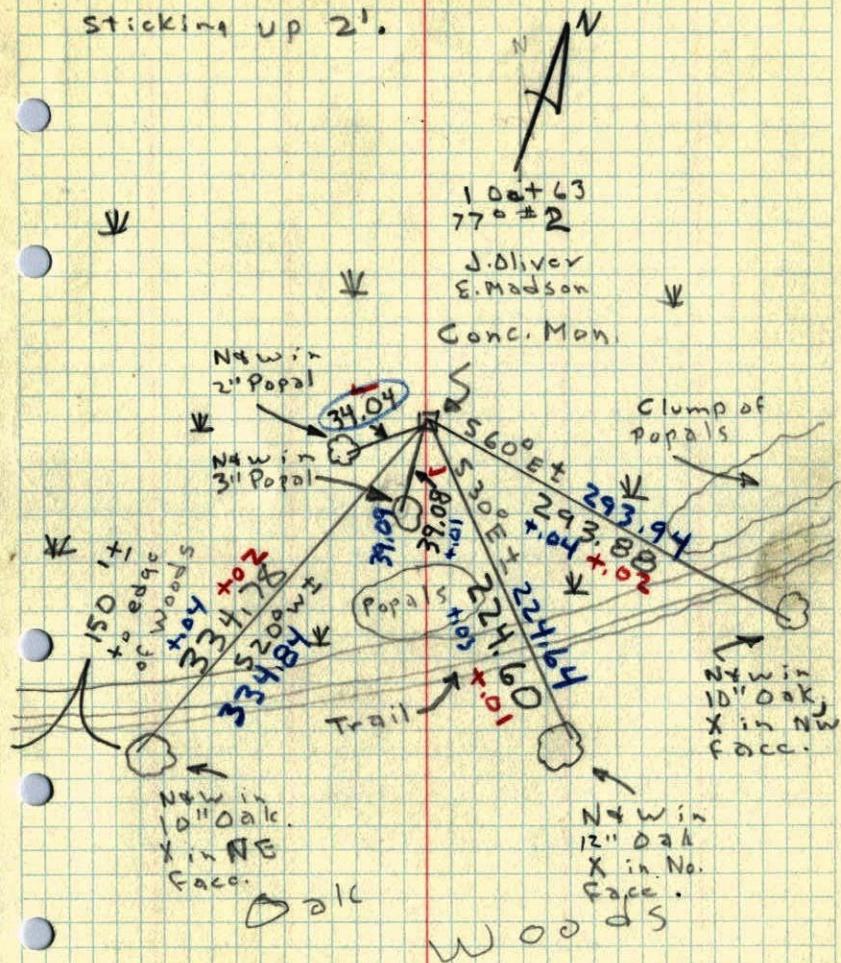 Sticking up 2'.
N
N
1 Oct 63
77° #2
J. Oliver
E. Madson
Conc. Mon.
N&W in
2" Popal
34.04
N&W in
3" Popal
39.09
39.08
+.01
Clump of
Popals
S60°E±
293.94
293.88
+.04
+.02
S30°E±
224.64
224.60
+.03
+.01
Popals
150'±
to edge
of Woods
+.04
+.02
334.78
S20°W±
334.84
Trail
N&W in
10" Oak,
X in NW
face.
N&W in
10" Oak.
X in NE
face.
N&W in
12" Oak
X in No.
face.
Oak
Woods